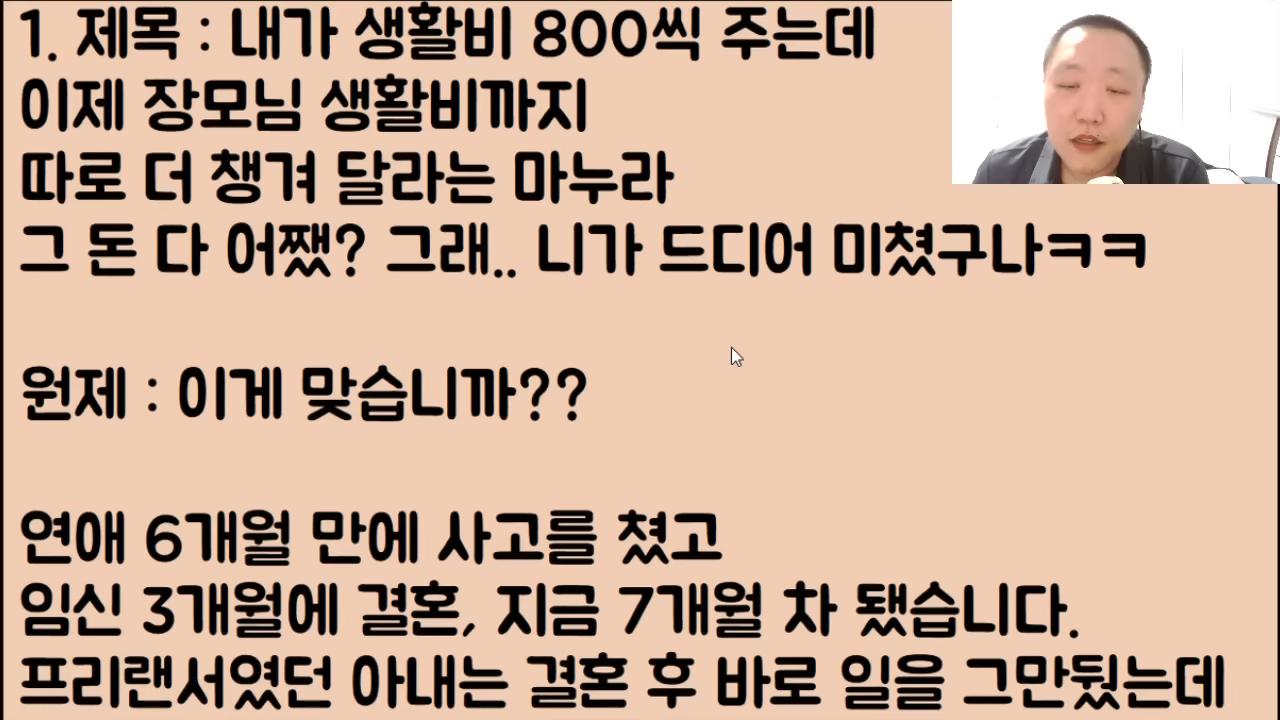 1. 제목 : 내가 생활비 800씩 주는데
이제 장모님 생활비까지
따로 더 챙겨 달라는 마누라
그 돈 다 어쨌? 그래.. 니가 드디어 미쳤구나ㅋㅋ
원제 : 이게 맞습니까??
연애 6개월 만에 사고를 쳤고
임신 3개월에 결혼, 지금 7개월 차 됐습니다.
프리랜서였던 아내는 결혼 후 바로 일을 그만뒀는데